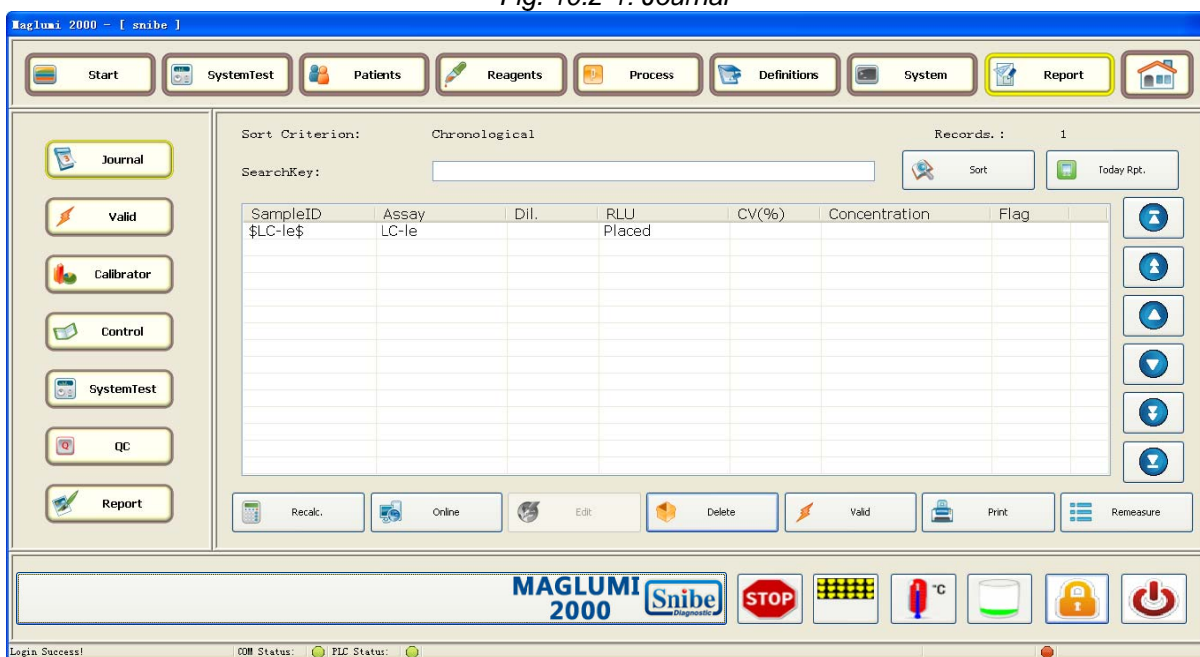 Fig. 10.2-1: Journal
Maglumi 2000 - [ snibe ]
Start SystemTest Patients Reagents Process Definitions System Report
Sort Criterion: Chronological Records.: 1
Journal
SearchKey: Sort Today Rpt.
SampleID Assay Dil. RLU CV(%) Concentration Flag
$LC-le$ LC-le Placed
Valid
Calibrator
Control
SystemTest
QC
Report
Recalc. Online Edit Delete Valid Print Remeasure
MAGLUMI
2000
Snibe
Diagnostic
STOP
°C
Login Success! COM Status: PLC Status: